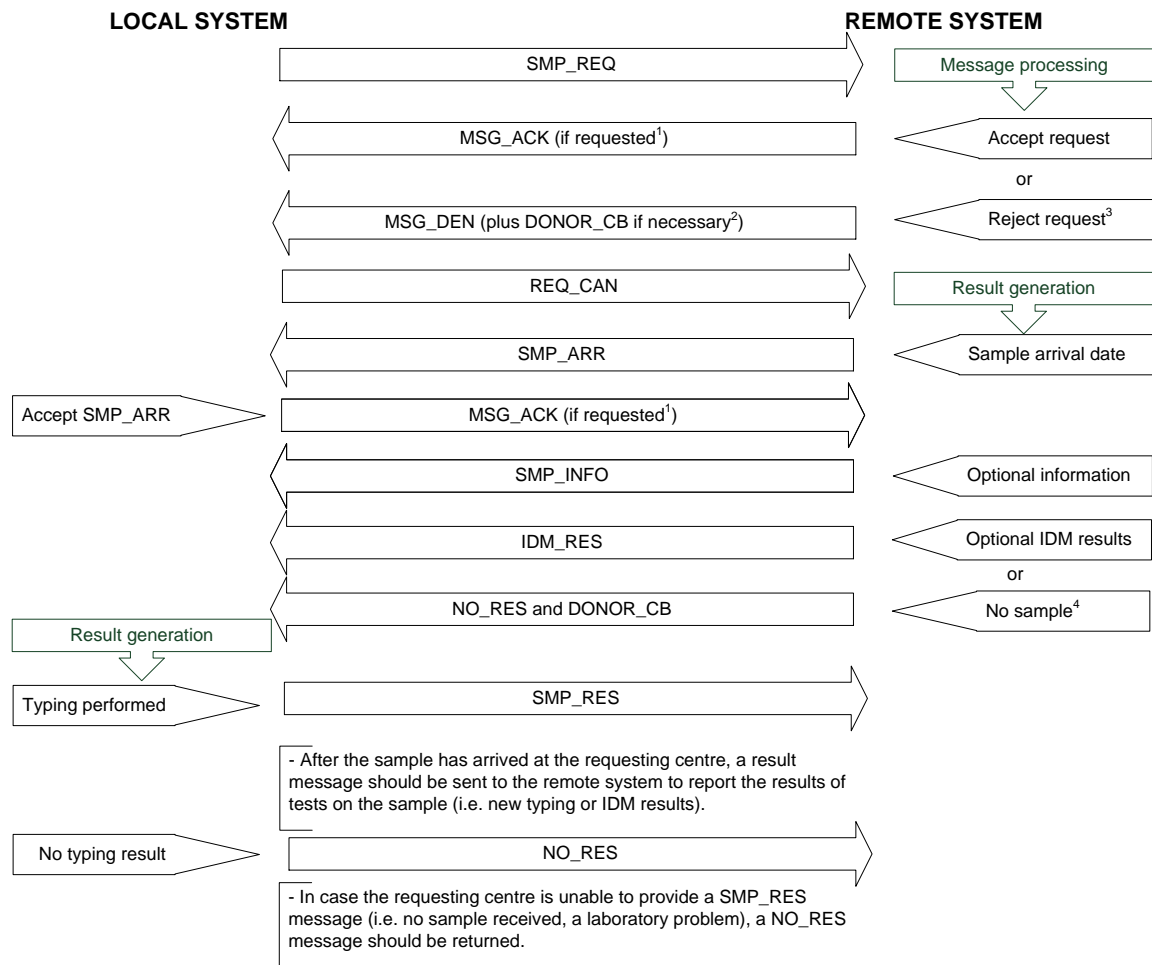 LOCAL SYSTEM
REMOTE SYSTEM
SMP_REQ
Message processing
MSG_ACK (if requested¹)
Accept request
or
MSG_DEN (plus DONOR_CB if necessary²)
Reject request³
REQ_CAN
Result generation
SMP_ARR
Sample arrival date
Accept SMP_ARR
MSG_ACK (if requested¹)
SMP_INFO
Optional information
IDM_RES
Optional IDM results
or
NO_RES and DONOR_CB
No sample⁴
Result generation
Typing performed
SMP_RES
- After the sample has arrived at the requesting centre, a result
message should be sent to the remote system to report the results of
tests on the sample (i.e. new typing or IDM results).
No typing result
NO_RES
- In case the requesting centre is unable to provide a SMP_RES
message (i.e. no sample received, a laboratory problem), a NO_RES
message should be returned.